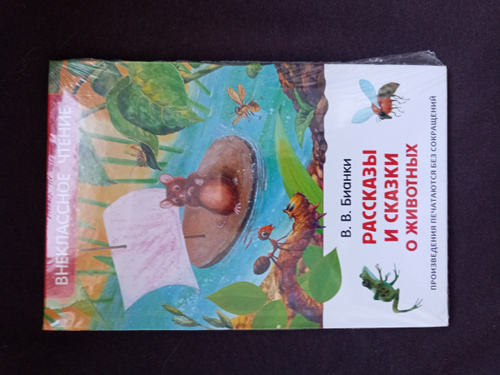 ВНЕКЛАССНОЕ ЧТЕНИЕ
В. В. Бианки
РАССКАЗЫ
И СКАЗКИ
О ЖИВОТНЫХ
ПРОИЗВЕДЕНИЯ ПЕЧАТАЮТСЯ БЕЗ СОКРАЩЕНИЙ